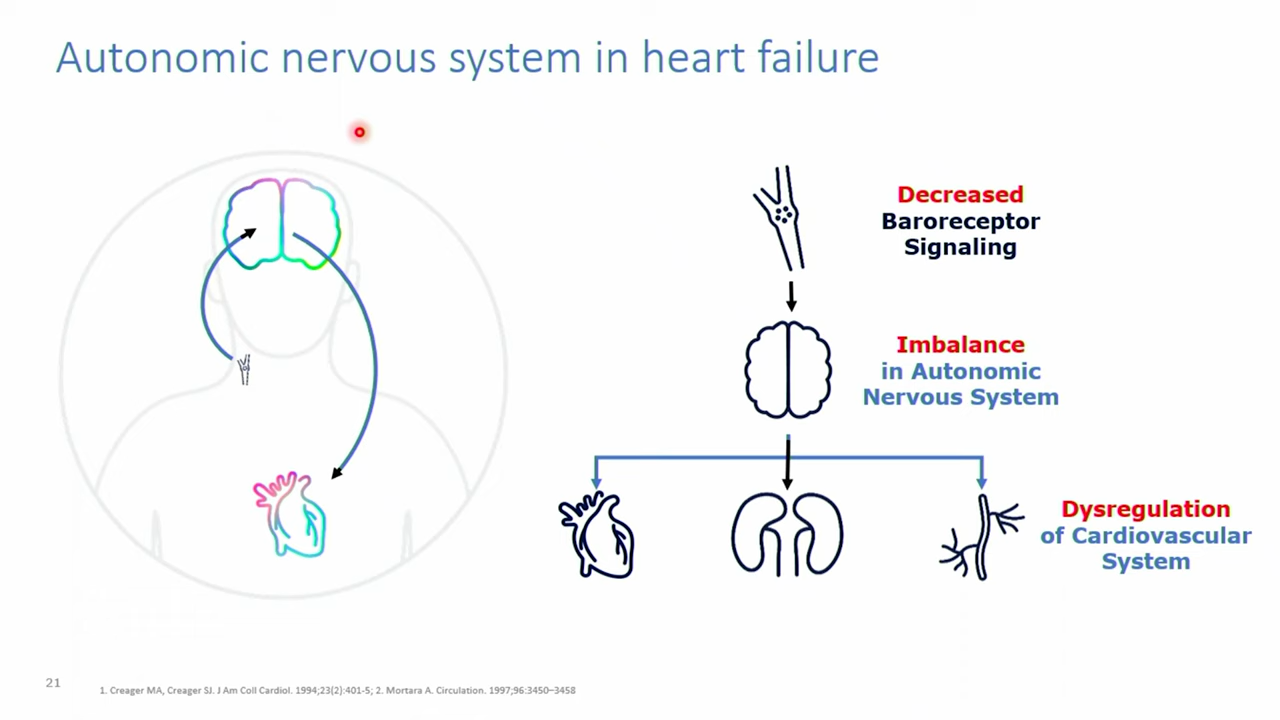 Autonomic nervous system in heart failure
Decreased
Baroreceptor
Signaling
Imbalance
in Autonomic
Nervous System
Dysregulation
of Cardiovascular
System
21
1. Creager MA, Creager SJ. J Am Coll Cardiol. 1994;23(2):401-5; 2. Mortara A. Circulation. 1997;96:3450–3458